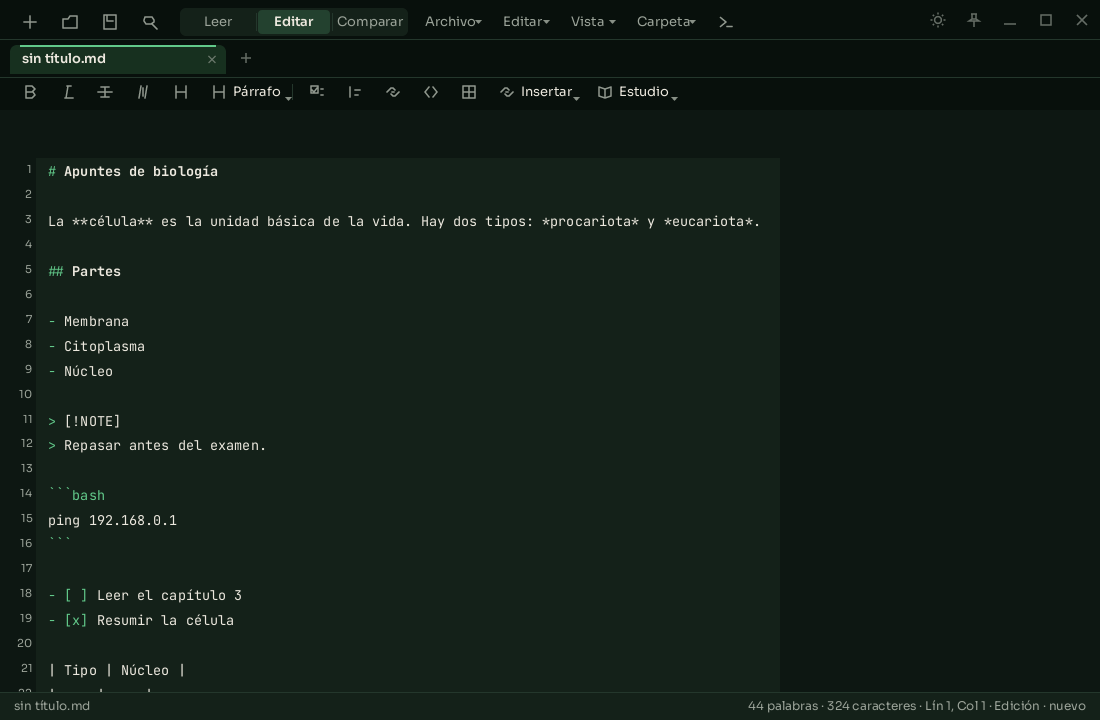 Leer Editar Comparar Archivo Editar Vista Carpeta
sin título.md
Párrafo Insertar Estudio
1 # Apuntes de biología
2
3 La **célula** es la unidad básica de la vida. Hay dos tipos: *procariota* y *eucariota*.
4
5 ## Partes
6
7 - Membrana
8 - Citoplasma
9 - Núcleo
10
11 > [!NOTE]
12 > Repasar antes del examen.
13
14 ```bash
15 ping 192.168.0.1
16 ```
17
18 - [ ] Leer el capítulo 3
19 - [x] Resumir la célula
20
21 | Tipo | Núcleo |
sin título.md 44 palabras · 324 caracteres · Lín 1, Col 1 · Edición · nuevo